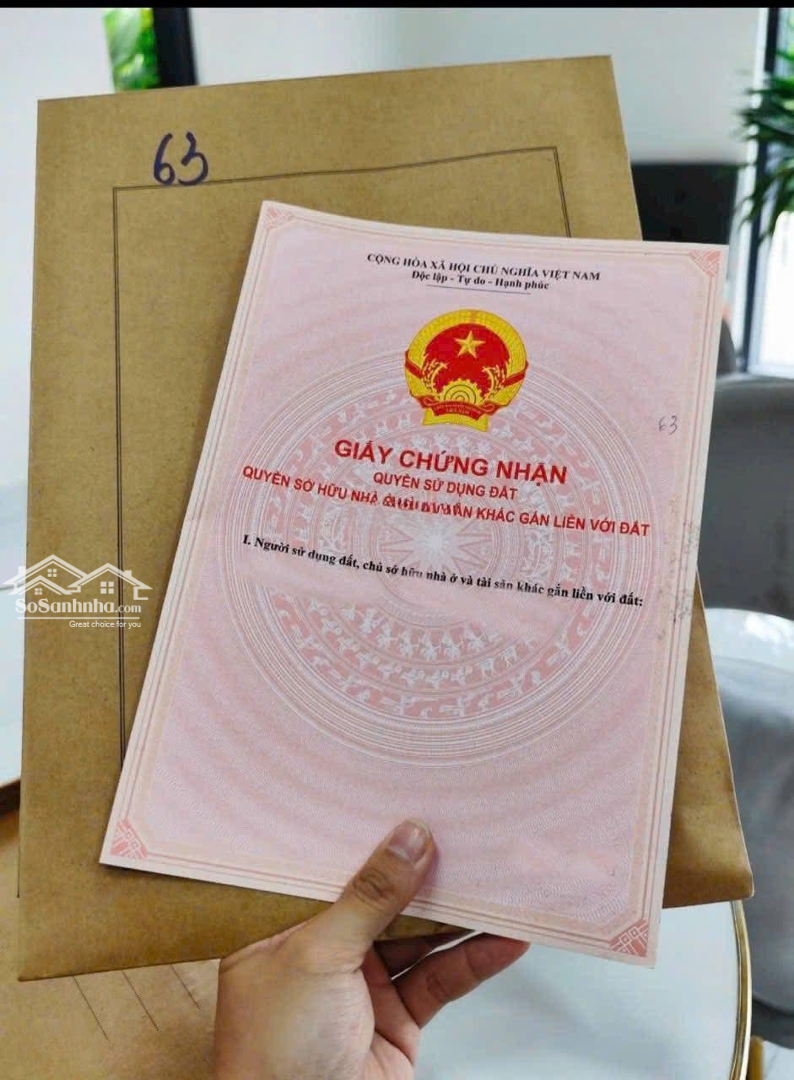 63
CỘNG HÒA XÃ HỘI CHỦ NGHĨA VIỆT NAM
Độc lập - Tự do - Hạnh phúc
63
GIẤY CHỨNG NHẬN
QUYỀN SỬ DỤNG ĐẤT
QUYỀN SỞ HỮU NHÀ KHÁC GẮN LIỀN VỚI ĐẤT
I. Người sử dụng đất, chủ sở hữu nhà ở và tài sản khác gắn liền với đất:
SoSanhnha.com
Great choice for you